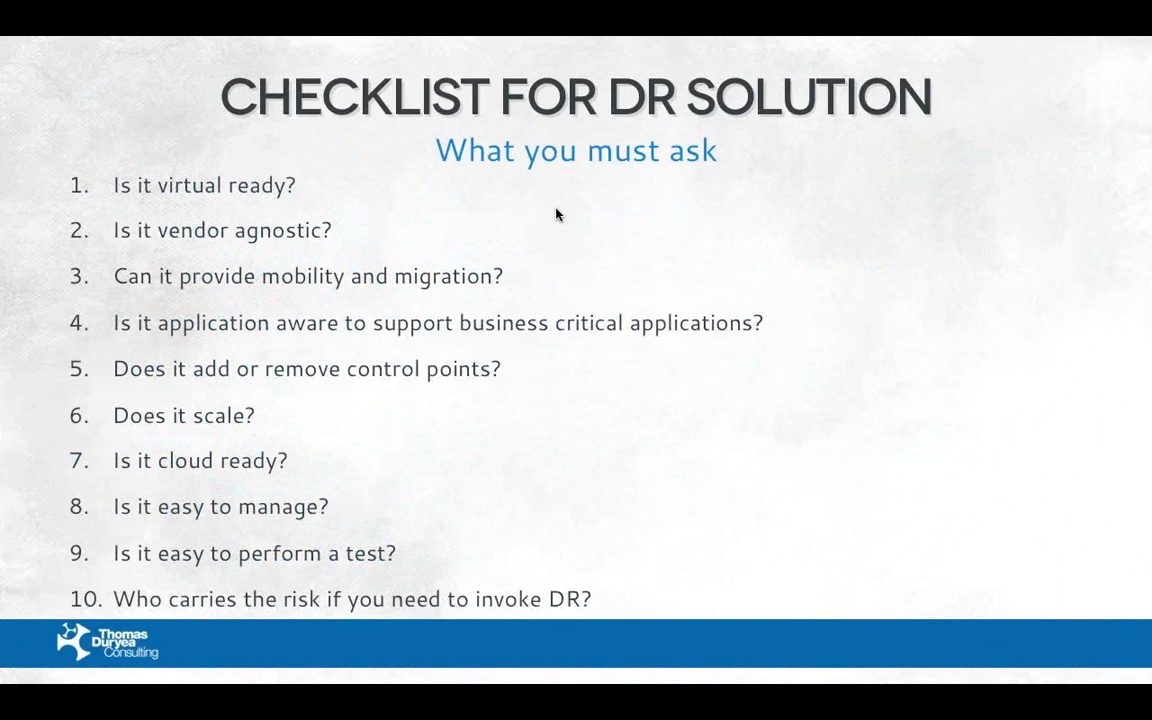 CHECKLIST FOR DR SOLUTION
What you must ask
1. Is it virtual ready?
2. Is it vendor agnostic?
3. Can it provide mobility and migration?
4. Is it application aware to support business critical applications?
5. Does it add or remove control points?
6. Does it scale?
7. Is it cloud ready?
8. Is it easy to manage?
9. Is it easy to perform a test?
10. Who carries the risk if you need to invoke DR?
Thomas
Duryea
Consulting